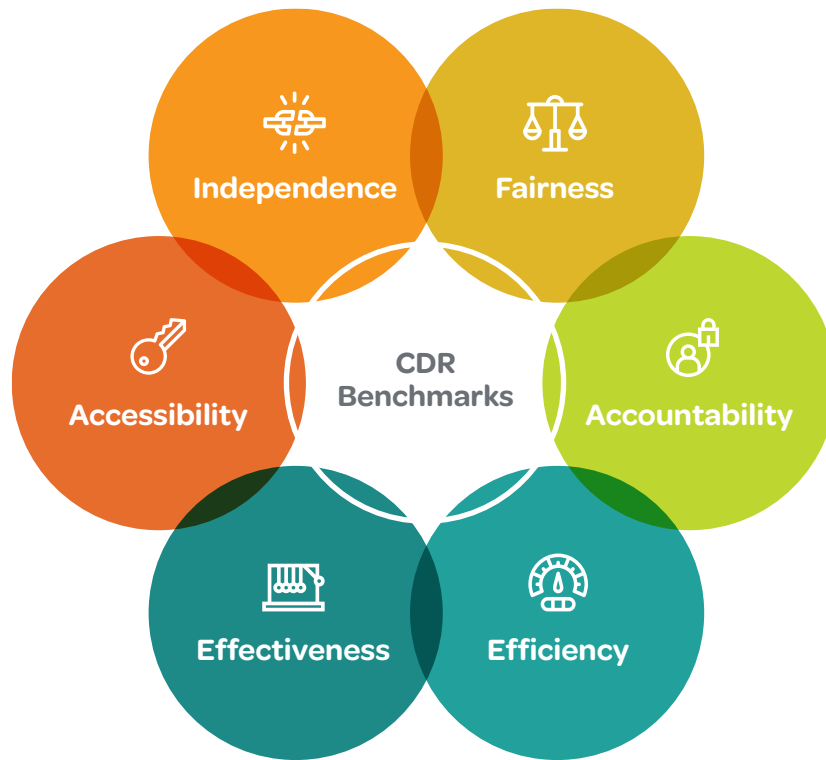 Independence
Fairness
Accessibility
CDR
Benchmarks
Accountability
Effectiveness
Efficiency